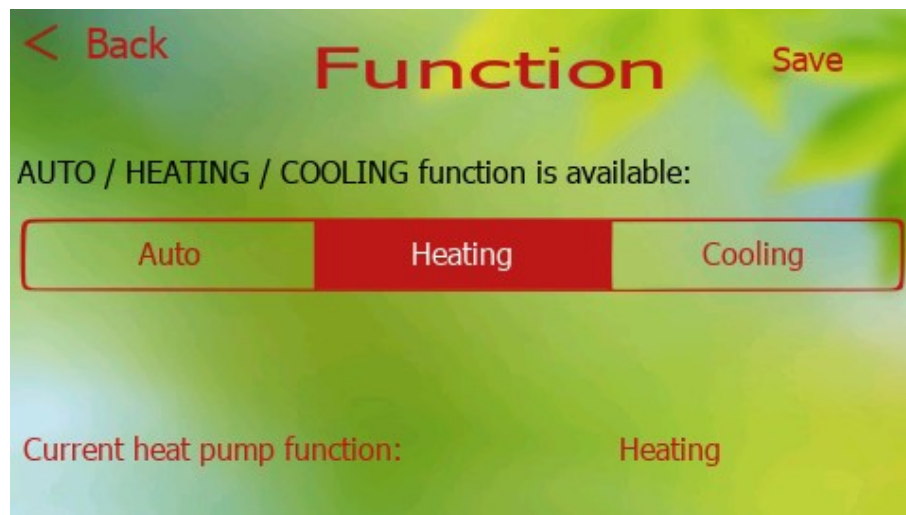 < Back
Function
Save
AUTO / HEATING / COOLING function is available:
Auto Heating Cooling
Current heat pump function: Heating